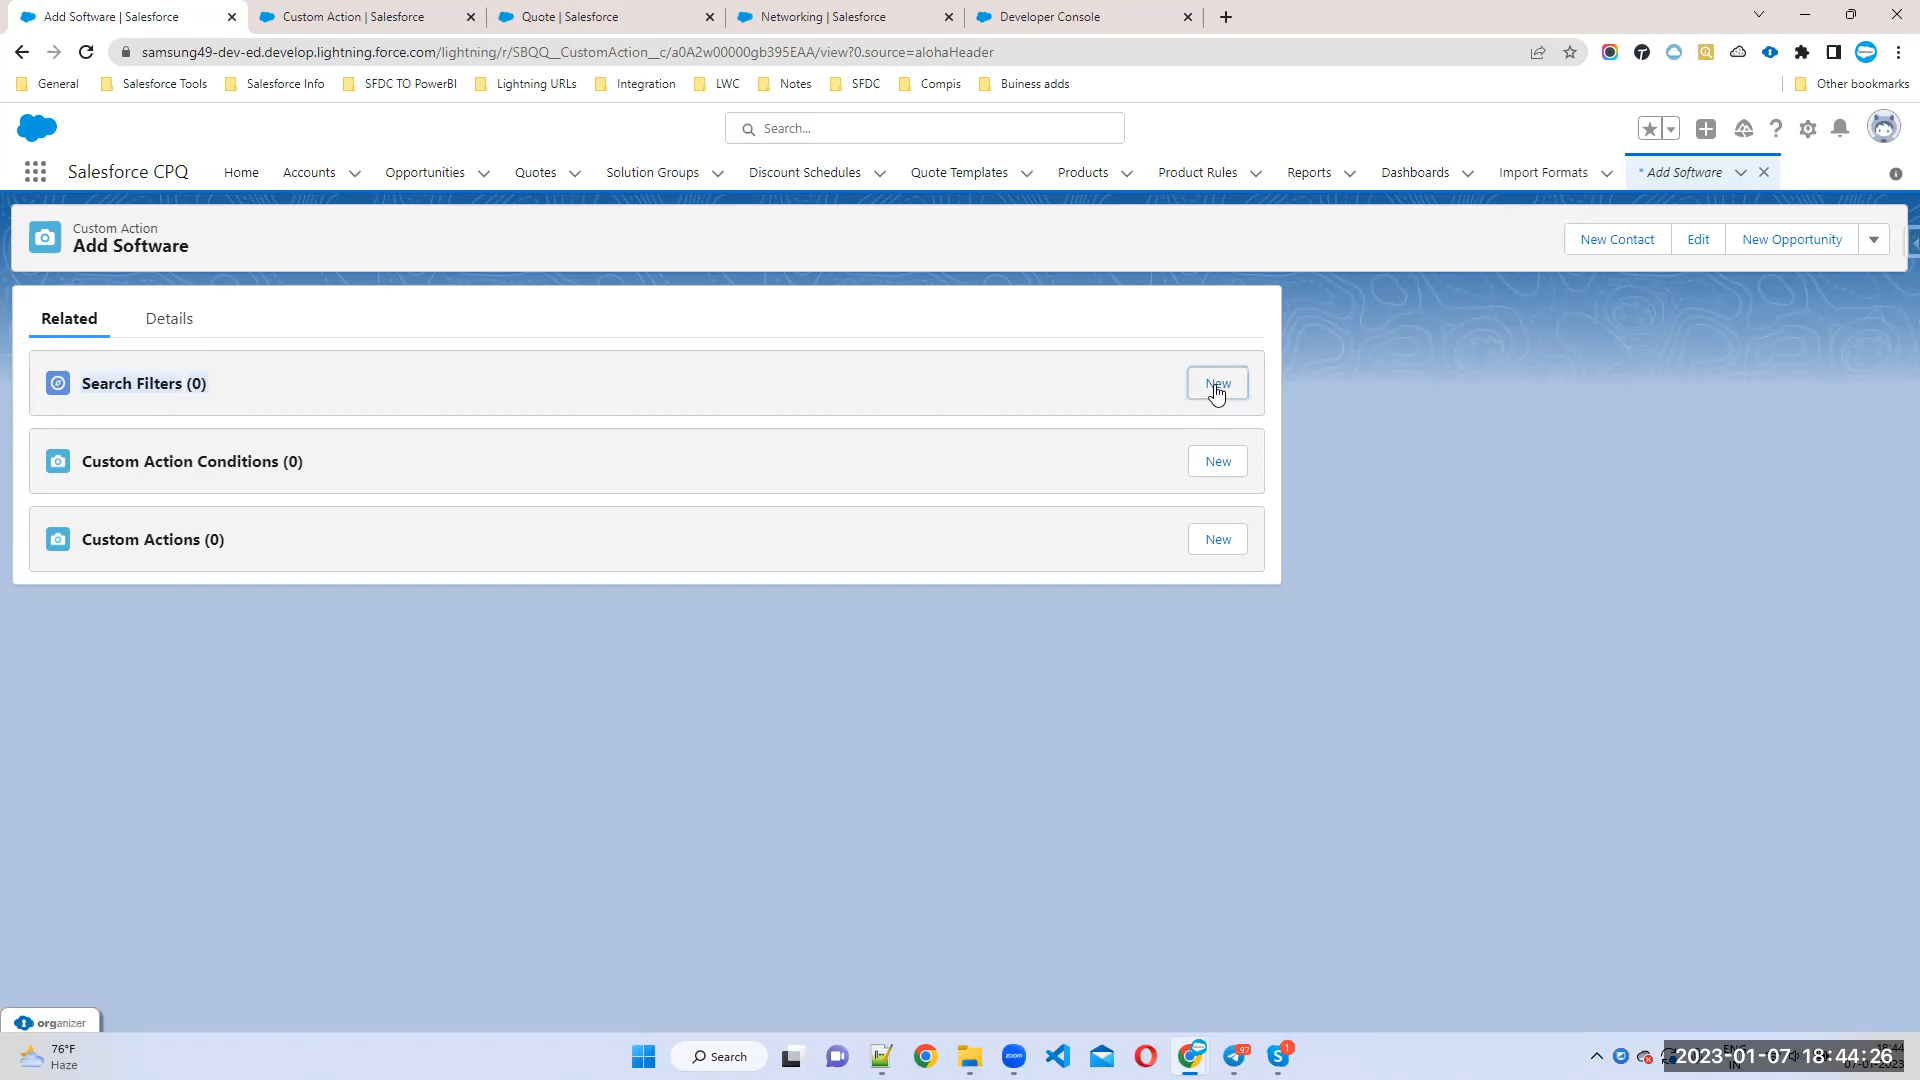 Add Software | Salesforce
Custom Action | Salesforce
Quote | Salesforce
Networking | Salesforce
Developer Console
samsung49-dev-ed.develop.lightning.force.com/lightning/r/SBQQ__CustomAction__c/a0A2w00000gb395EAA/view?0.source=alohaHeader
General
Salesforce Tools
Salesforce Info
SFDC TO PowerBI
Lightning URLs
Integration
LWC
Notes
SFDC
Compis
Buiness adds
Other bookmarks
Search...
Salesforce CPQ
Home
Accounts
Opportunities
Quotes
Solution Groups
Discount Schedules
Quote Templates
Products
Product Rules
Reports
Dashboards
Import Formats
* Add Software
Custom Action
Add Software
New Contact
Edit
New Opportunity
Related
Details
Search Filters (0)
New
Custom Action Conditions (0)
New
Custom Actions (0)
New
organizer
76°F
Haze
Search
zoom
97
1
2023-01-07 18:44:26